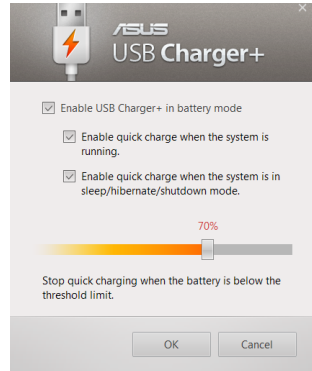 ASUS
USB Charger+
Enable USB Charger+ in battery mode
Enable quick charge when the system is
running.
Enable quick charge when the system is in
sleep/hibernate/shutdown mode.
70%
Stop quick charging when the battery is below the
threshold limit.
OK
Cancel